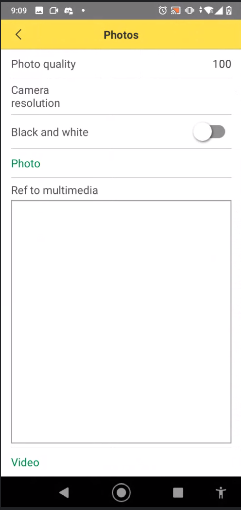 9:09
Photos
Photo quality 100
Camera
resolution
Black and white
Photo
Ref to multimedia
Video